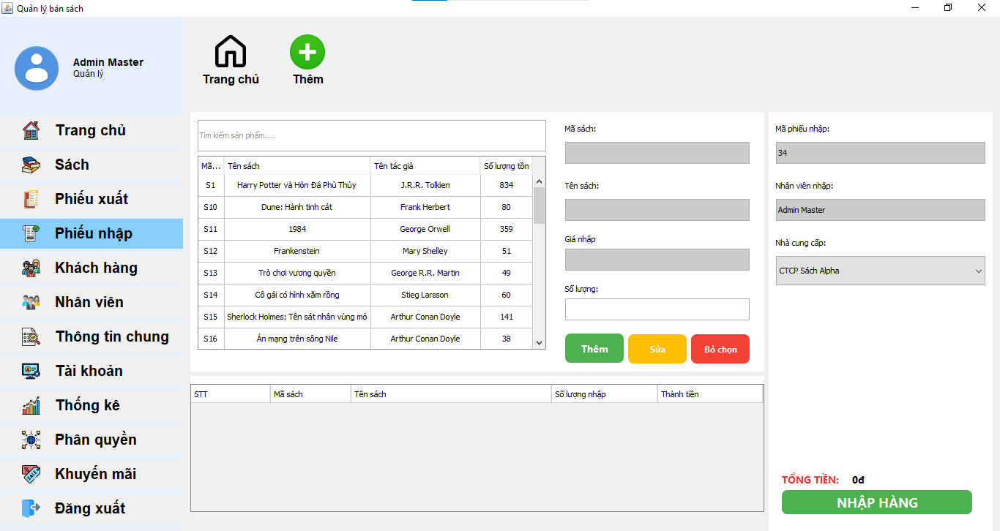 Quản lý bán sách
Admin Master
Quản lý
Trang chủ
Thêm
Trang chủ
Sách
Phiếu xuất
Phiếu nhập
Khách hàng
Nhân viên
Thông tin chung
Tài khoản
Thống kê
Phân quyền
Khuyến mãi
Đăng xuất
Tìm kiếm sản phẩm....
Mã... Tên sách Tên tác giả Số lượng tồn
S1 Harry Potter và Hòn Đá Phù Thủy J.R.R. Tolkien 834
S10 Dune: Hành tinh cát Frank Herbert 80
S11 1984 George Orwell 359
S12 Frankenstein Mary Shelley 51
S13 Trò chơi vương quyền George R.R. Martin 49
S14 Cô gái có hình xăm rồng Stieg Larsson 60
S15 Sherlock Holmes: Tên sát nhân vùng mỏ Arthur Conan Doyle 141
S16 Án mạng trên sông Nile Arthur Conan Doyle 38
Mã sách:
Tên sách:
Giá nhập
Số lượng:
Thêm Sửa Bỏ chọn
Mã phiếu nhập:
34
Nhân viên nhập:
Admin Master
Nhà cung cấp:
CTCP Sách Alpha
STT Mã sách Tên sách Số lượng nhập Thành tiền
TỔNG TIỀN: 0đ
NHẬP HÀNG